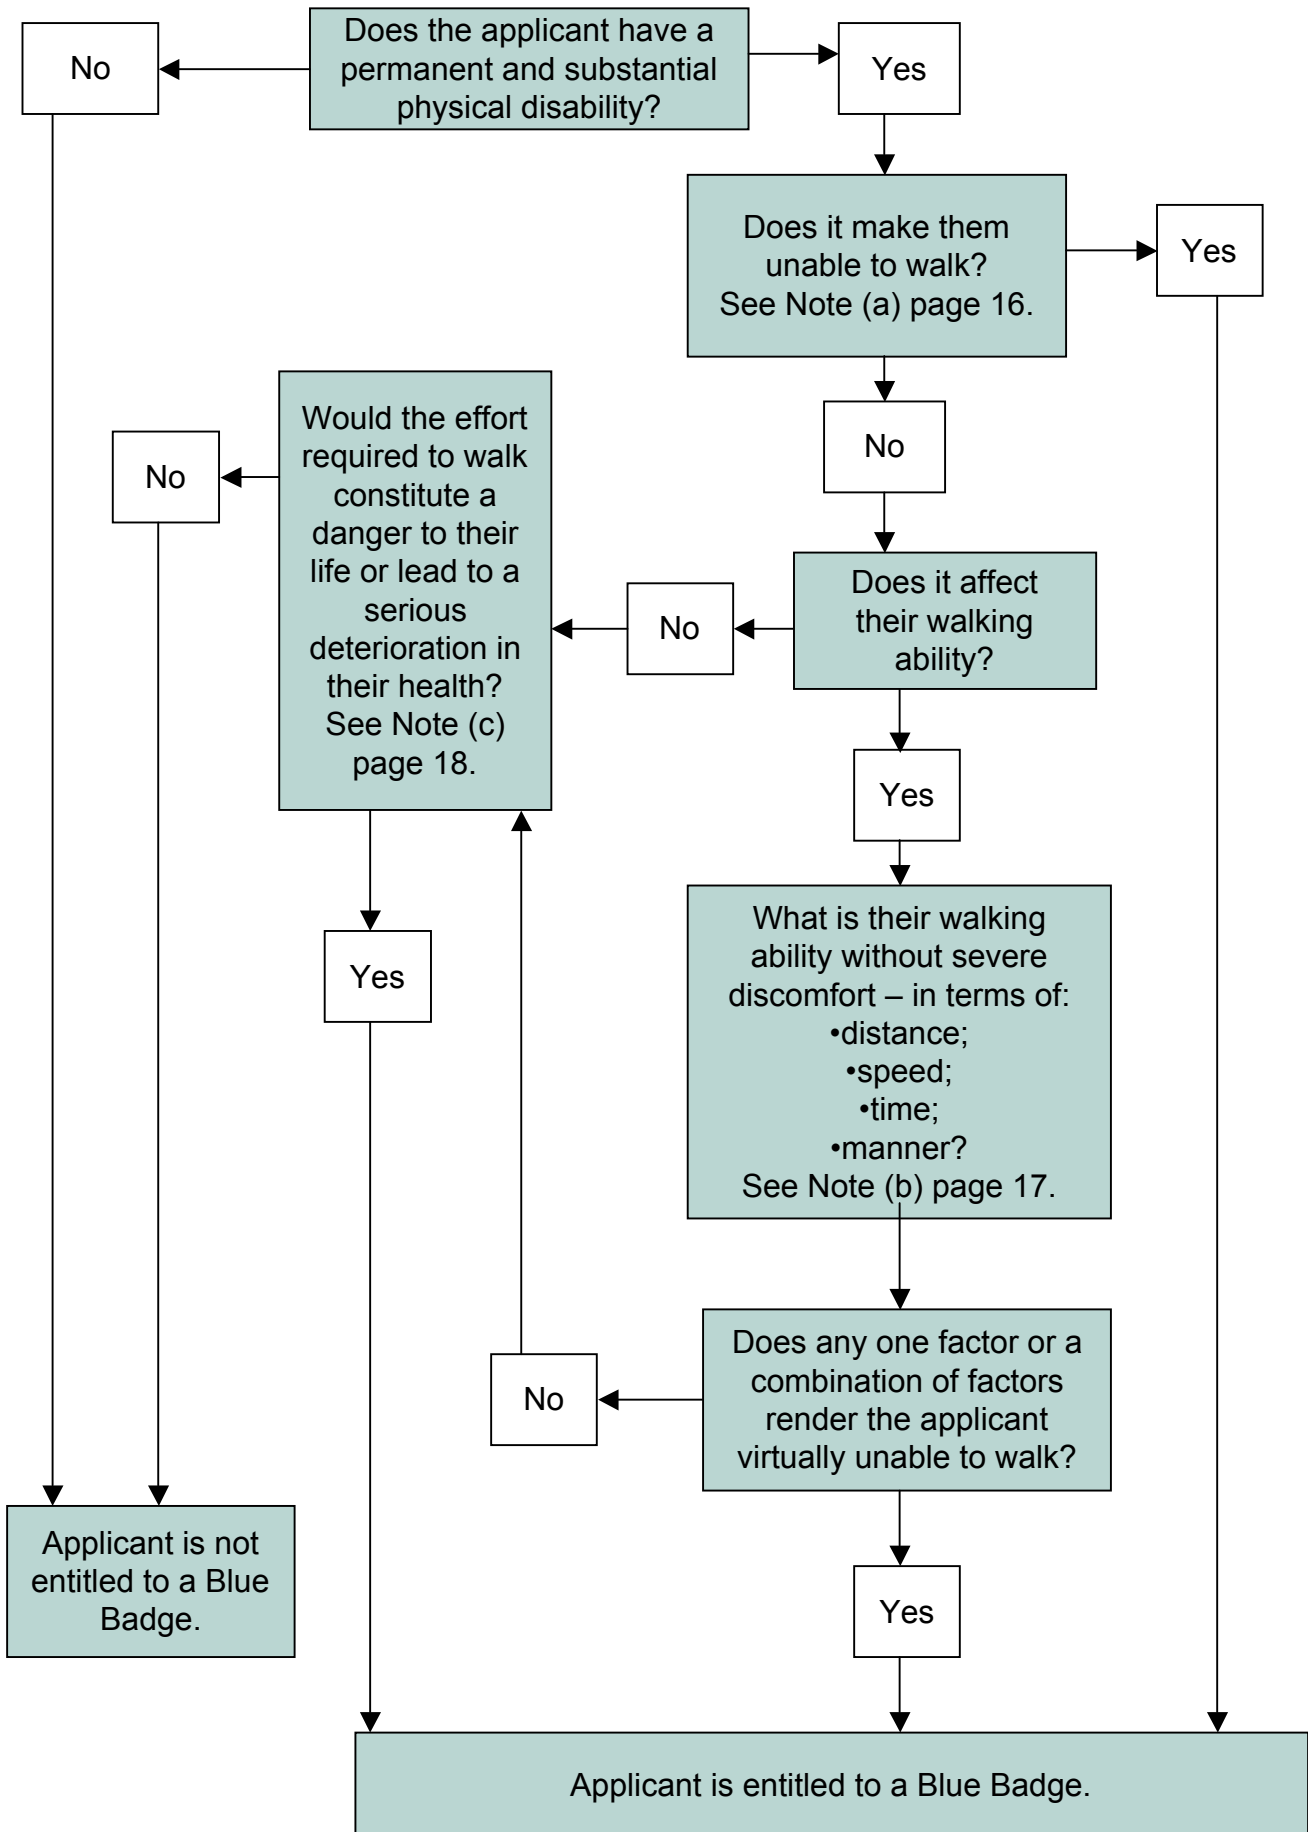 Does the applicant have a
permanent and substantial
physical disability?
No
Yes
Does it make them
unable to walk?
See Note (a) page 16.
Yes
No
Would the effort
required to walk
constitute a
danger to their
life or lead to a
serious
deterioration in
their health?
See Note (c)
page 18.
No
Does it affect
their walking
ability?
No
Yes
What is their walking
ability without severe
discomfort – in terms of:
•distance;
•speed;
•time;
•manner?
See Note (b) page 17.
Yes
Does any one factor or a
combination of factors
render the applicant
virtually unable to walk?
No
Applicant is not
entitled to a Blue
Badge.
Yes
Applicant is entitled to a Blue Badge.